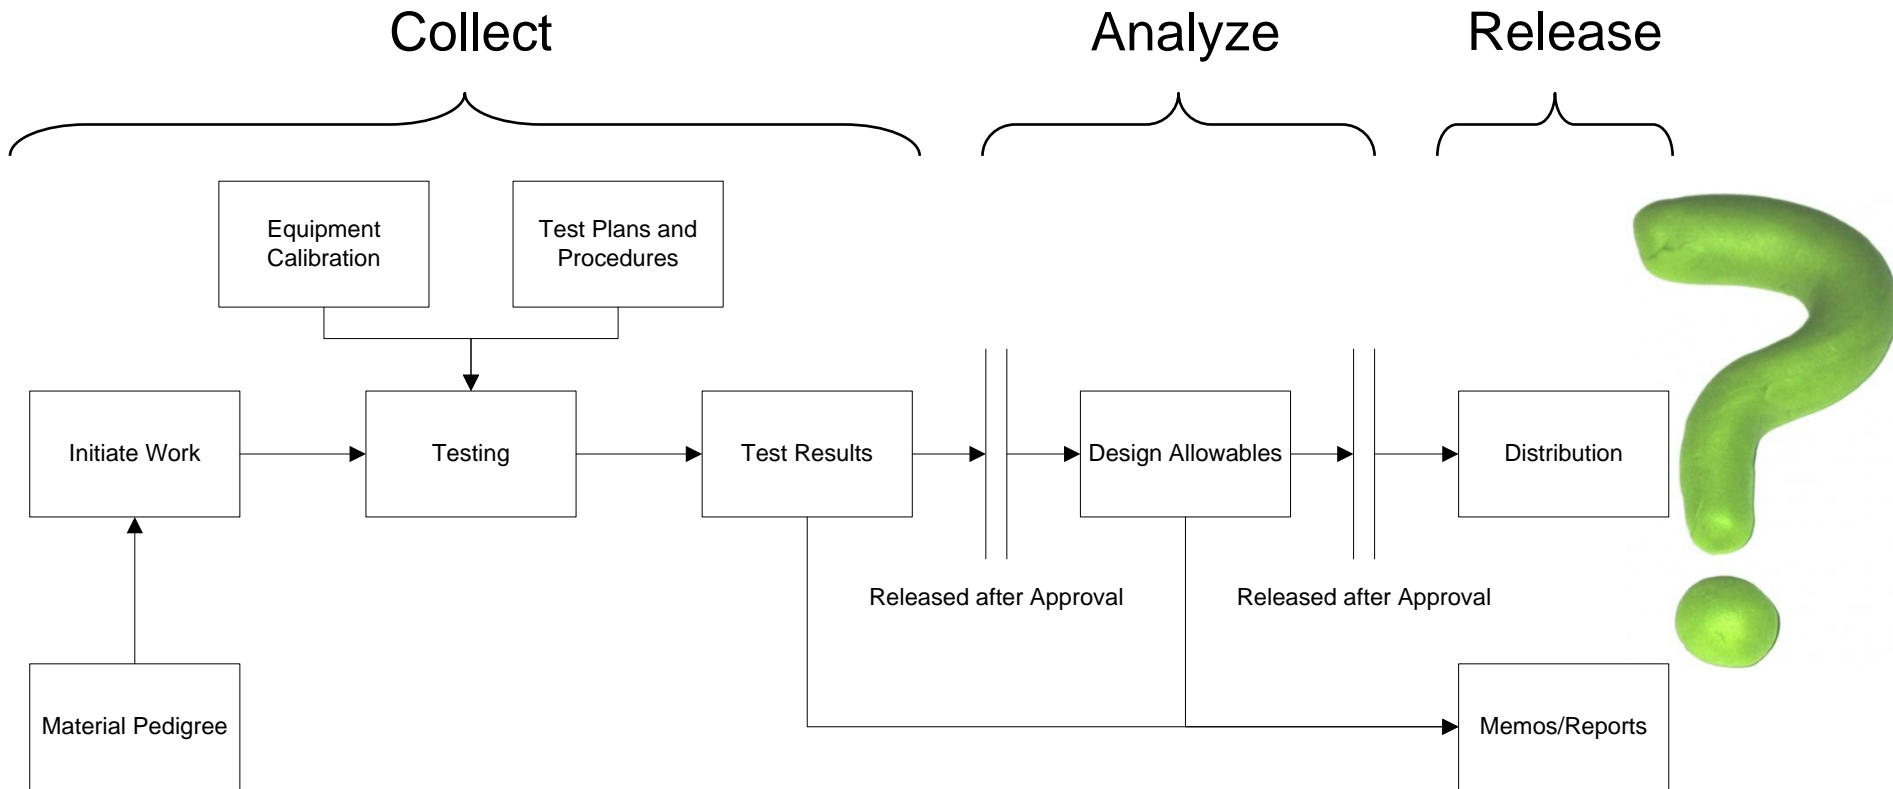 Collect
Analyze
Release
Equipment
Calibration
Test Plans and
Procedures
Initiate Work
Testing
Test Results
Design Allowables
Distribution
Released after Approval
Released after Approval
Material Pedigree
Memos/Reports
?